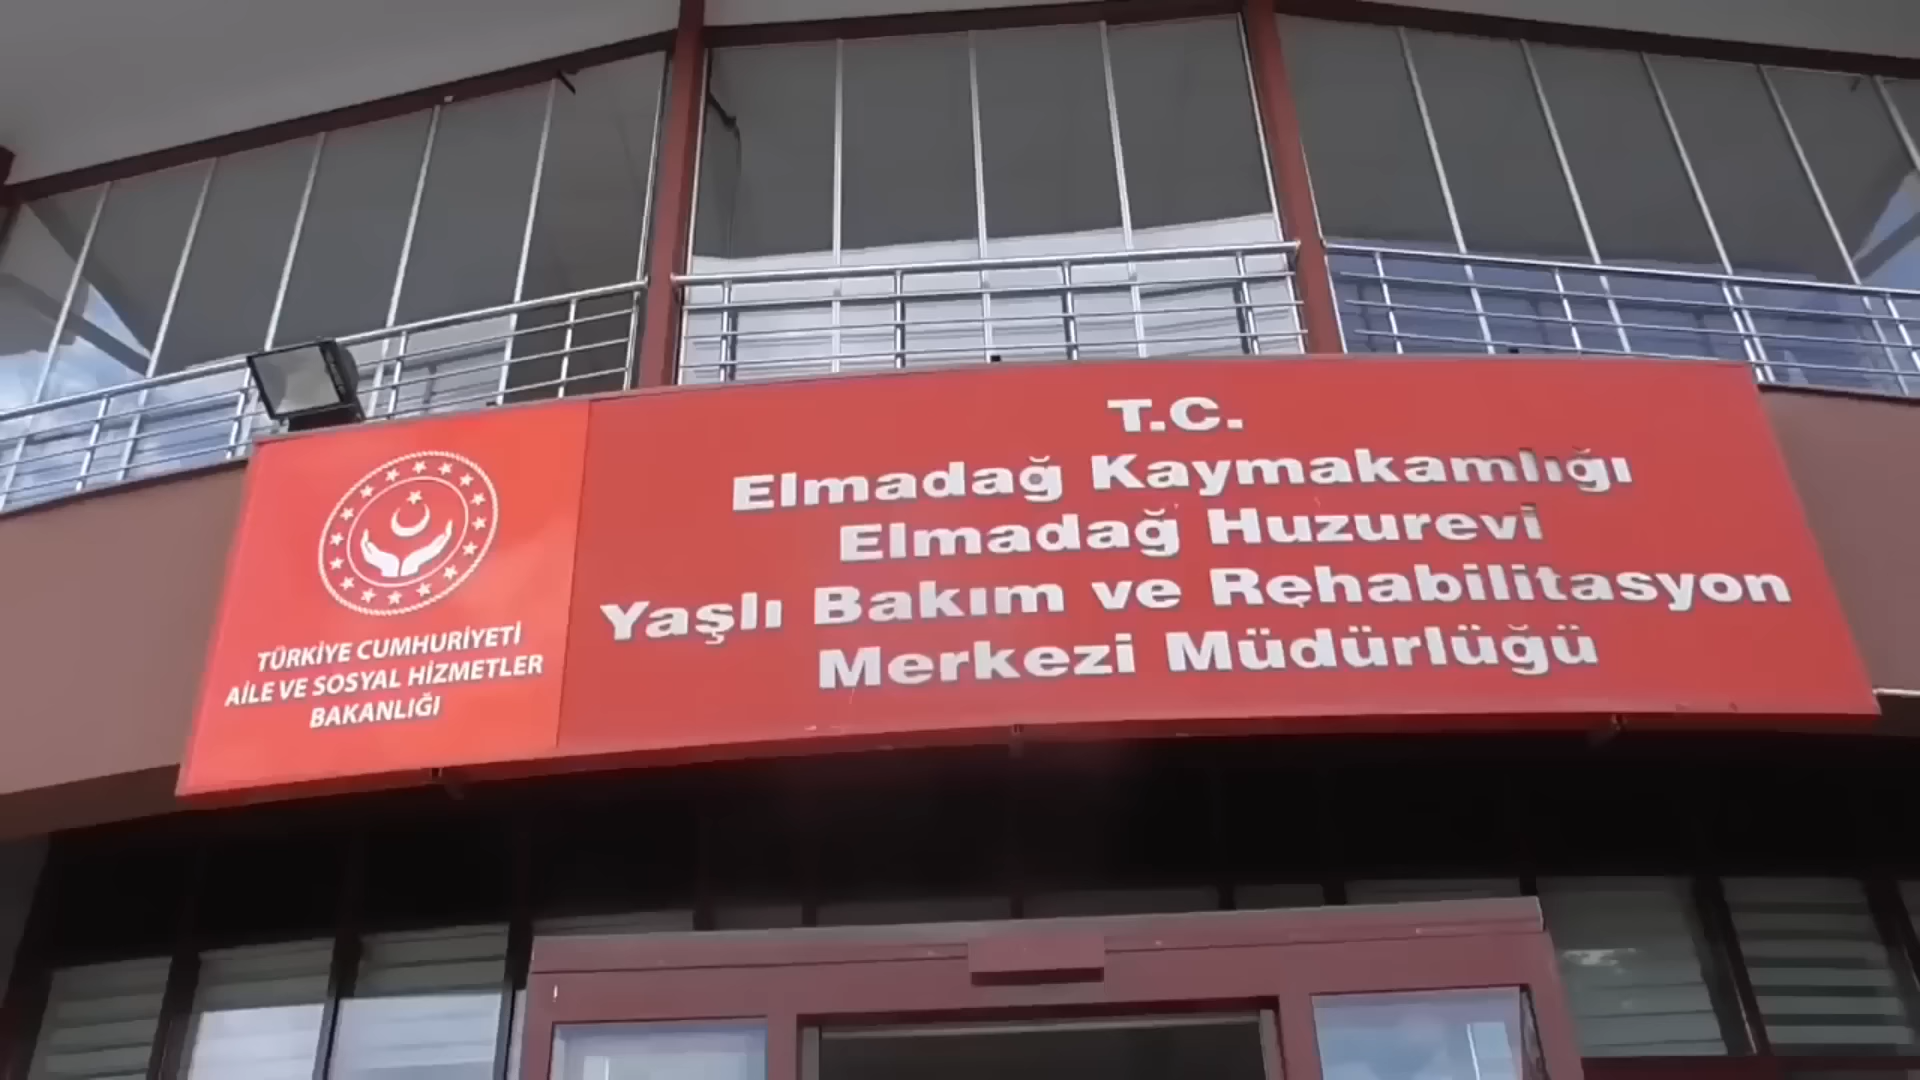 TÜRKİYE CUMHURİYETİ
AİLE VE SOSYAL HİZMETLER
BAKANLIĞI
T.C.
Elmadağ Kaymakamlığı
Elmadağ Huzurevi
Yaşlı Bakım ve Rehabilitasyon
Merkezi Müdürlüğü